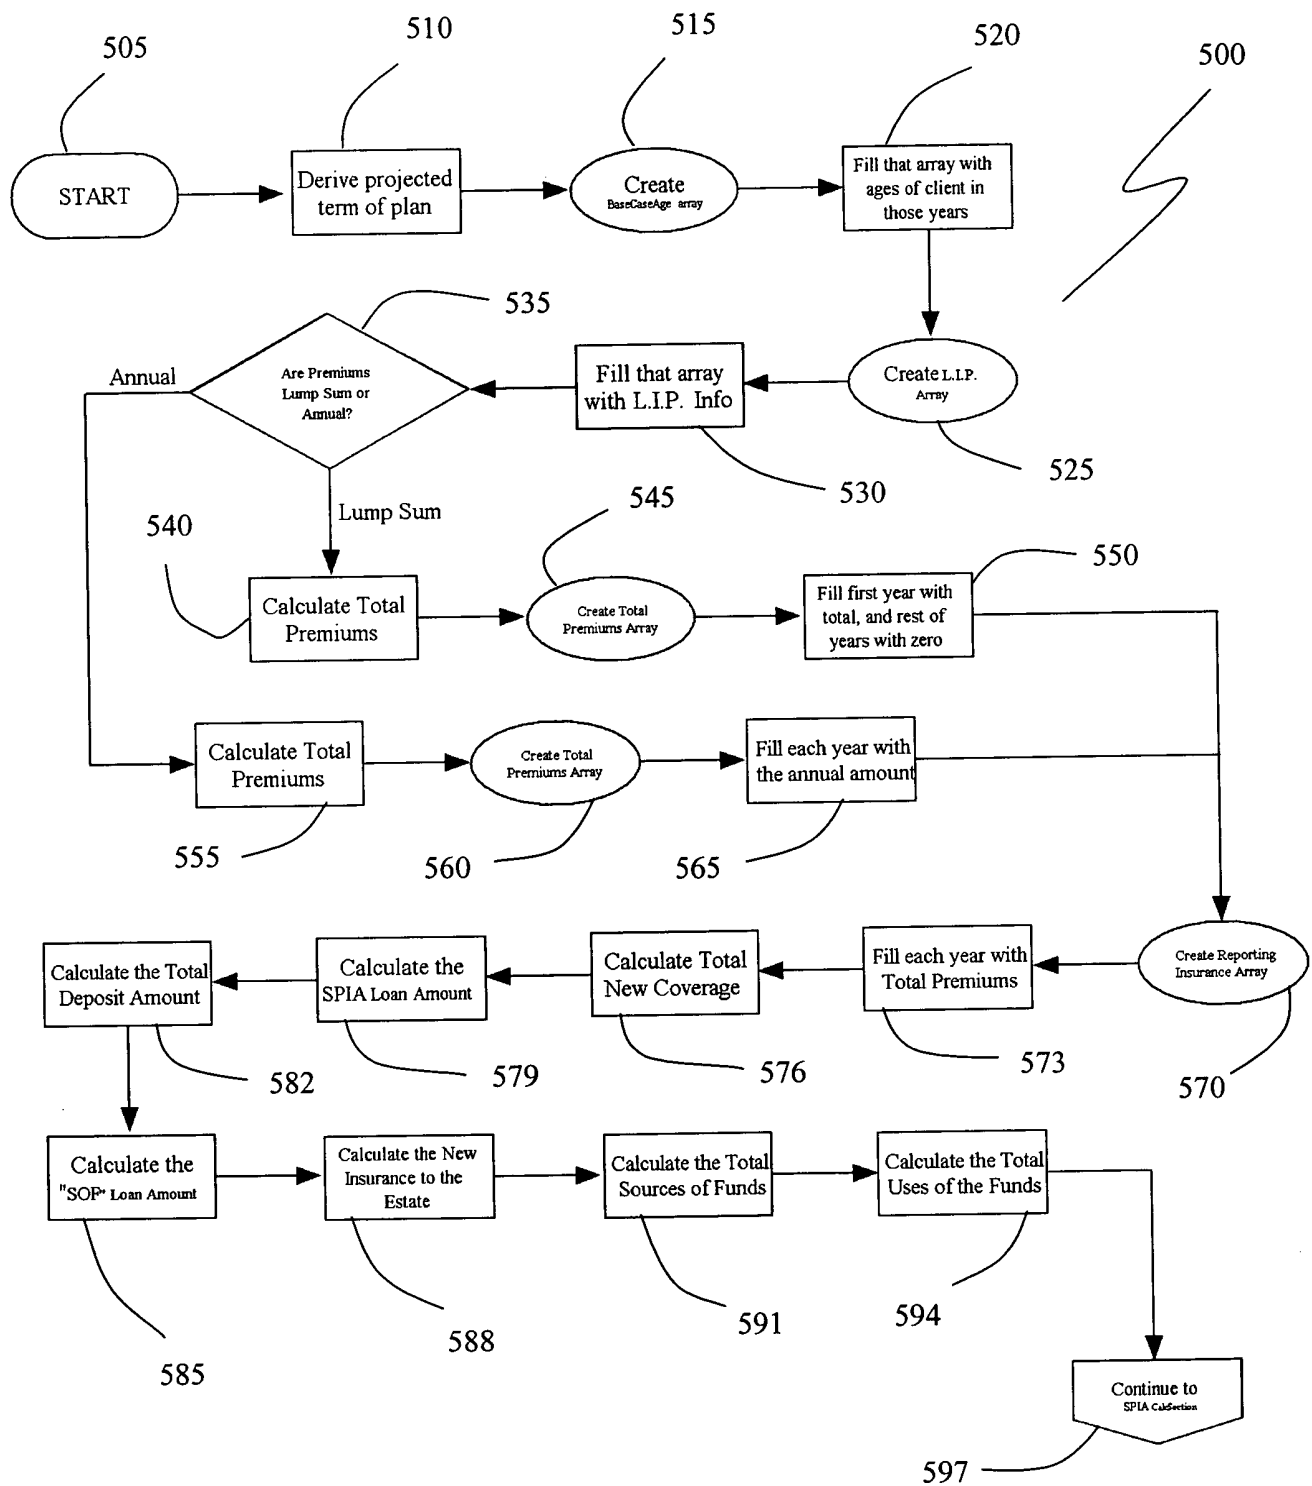 505
510
515
520
500
START
Derive projected
term of plan
Create
BaseCaseAge array
Fill that array with
ages of client in
those years
535
Annual
Are Premiums
Lump Sum or
Annual?
Fill that array
with L.I.P. Info
Create L.I.P.
Array
525
530
545
540
Lump Sum
550
Calculate Total
Premiums
Create Total
Premiums Array
Fill first year with
total, and rest of
years with zero
Calculate Total
Premiums
Create Total
Premiums Array
Fill each year with
the annual amount
555
560
565
Calculate the Total
Deposit Amount
Calculate the
SPIA Loan Amount
Calculate Total
New Coverage
Fill each year with
Total Premiums
Create Reporting
Insurance Array
582
579
576
573
570
Calculate the
"SOP" Loan Amount
Calculate the New
Insurance to the
Estate
Calculate the Total
Sources of Funds
Calculate the Total
Uses of the Funds
585
588
591
594
Continue to
SPIA CalcSection
597